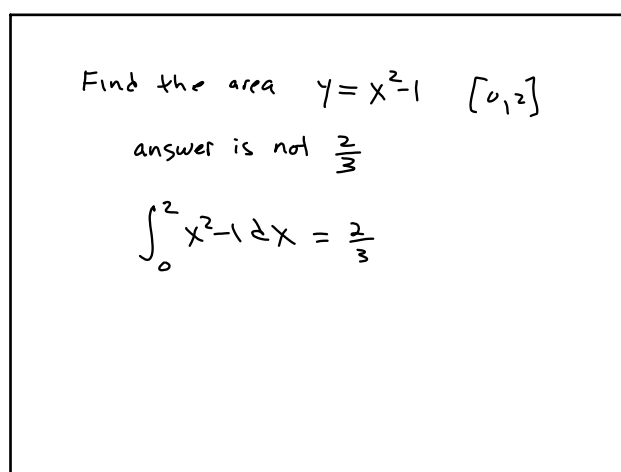 Find the area y = x²-1 [0,2]
answer is not 2/3
∫₀² x²-1 dx = 2/3